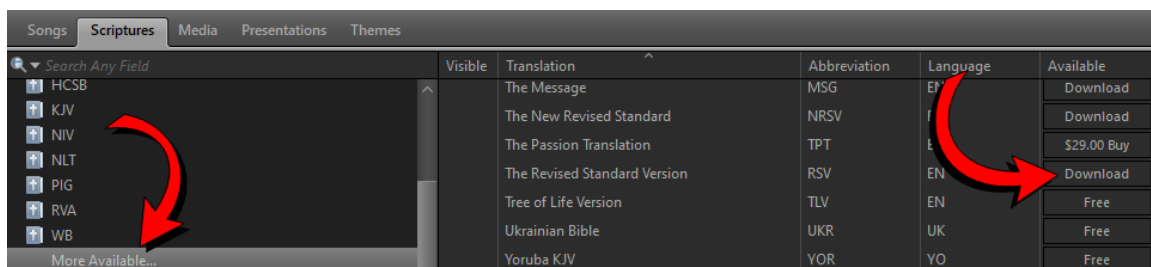 Songs Scriptures Media Presentations Themes
Search Any Field Visible Translation Abbreviation Language Available
HCSB
KJV
NIV
NLT
PIG
RVA
WB
More Available...
The Message MSG EN Download
The New Revised Standard NRSV Download
The Passion Translation TPT $29.00 Buy
The Revised Standard Version RSV EN Download
Tree of Life Version TLV EN Free
Ukrainian Bible UKR UK Free
Yoruba KJV YOR YO Free